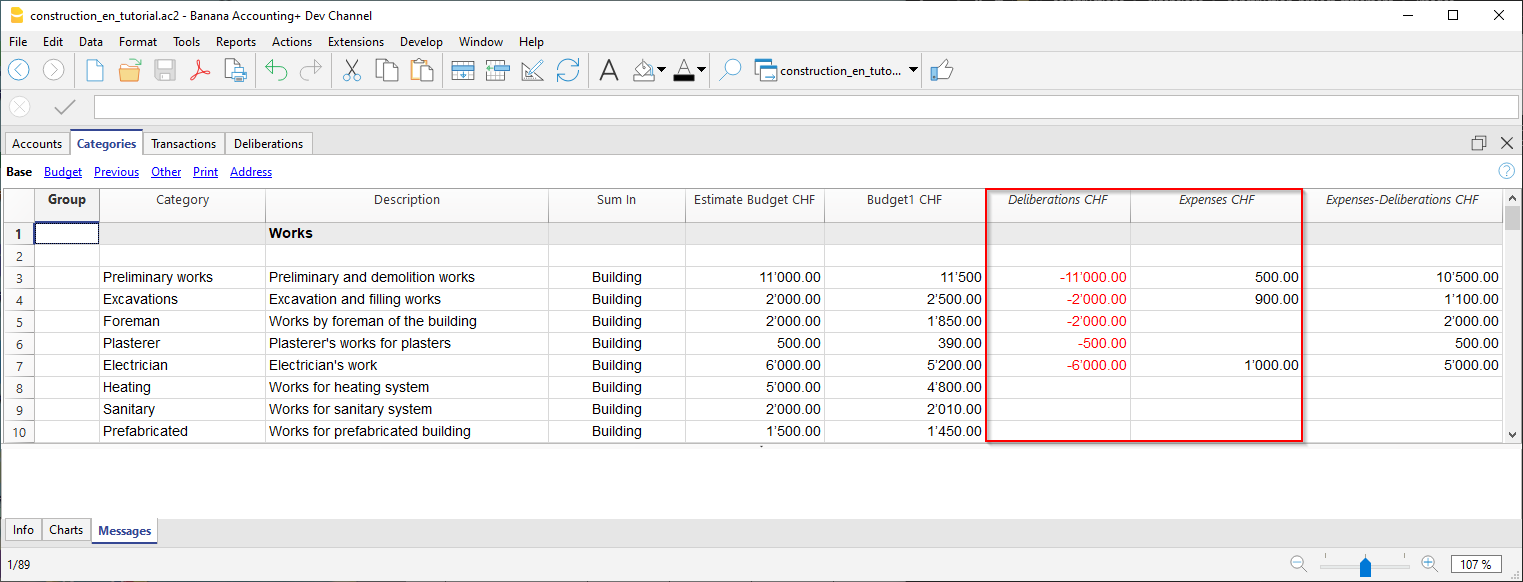 construction_en_tutorial.ac2 - Banana Accounting+ Dev Channel
File Edit Data Format Tools Reports Actions Extensions Develop Window Help
construction_en_tuto...
Accounts Categories Transactions Deliberations
Base Budget Previous Other Print Address
Group Category Description Sum In Estimate Budget CHF Budget1 CHF Deliberations CHF Expenses CHF Expenses-Deliberations CHF
1 Works
2
3 Preliminary works Preliminary and demolition works Building 11'000.00 11'500 -11'000.00 500.00 10'500.00
4 Excavations Excavation and filling works Building 2'000.00 2'500.00 -2'000.00 900.00 1'100.00
5 Foreman Works by foreman of the building Building 2'000.00 1'850.00 -2'000.00 2'000.00
6 Plasterer Plasterer's works for plasters Building 500.00 390.00 -500.00 500.00
7 Electrician Electrician's work Building 6'000.00 5'200.00 -6'000.00 1'000.00 5'000.00
8 Heating Works for heating system Building 5'000.00 4'800.00
9 Sanitary Works for sanitary system Building 2'000.00 2'010.00
10 Prefabricated Works for prefabricated building Building 1'500.00 1'450.00
Info Charts Messages
1/89 107 %